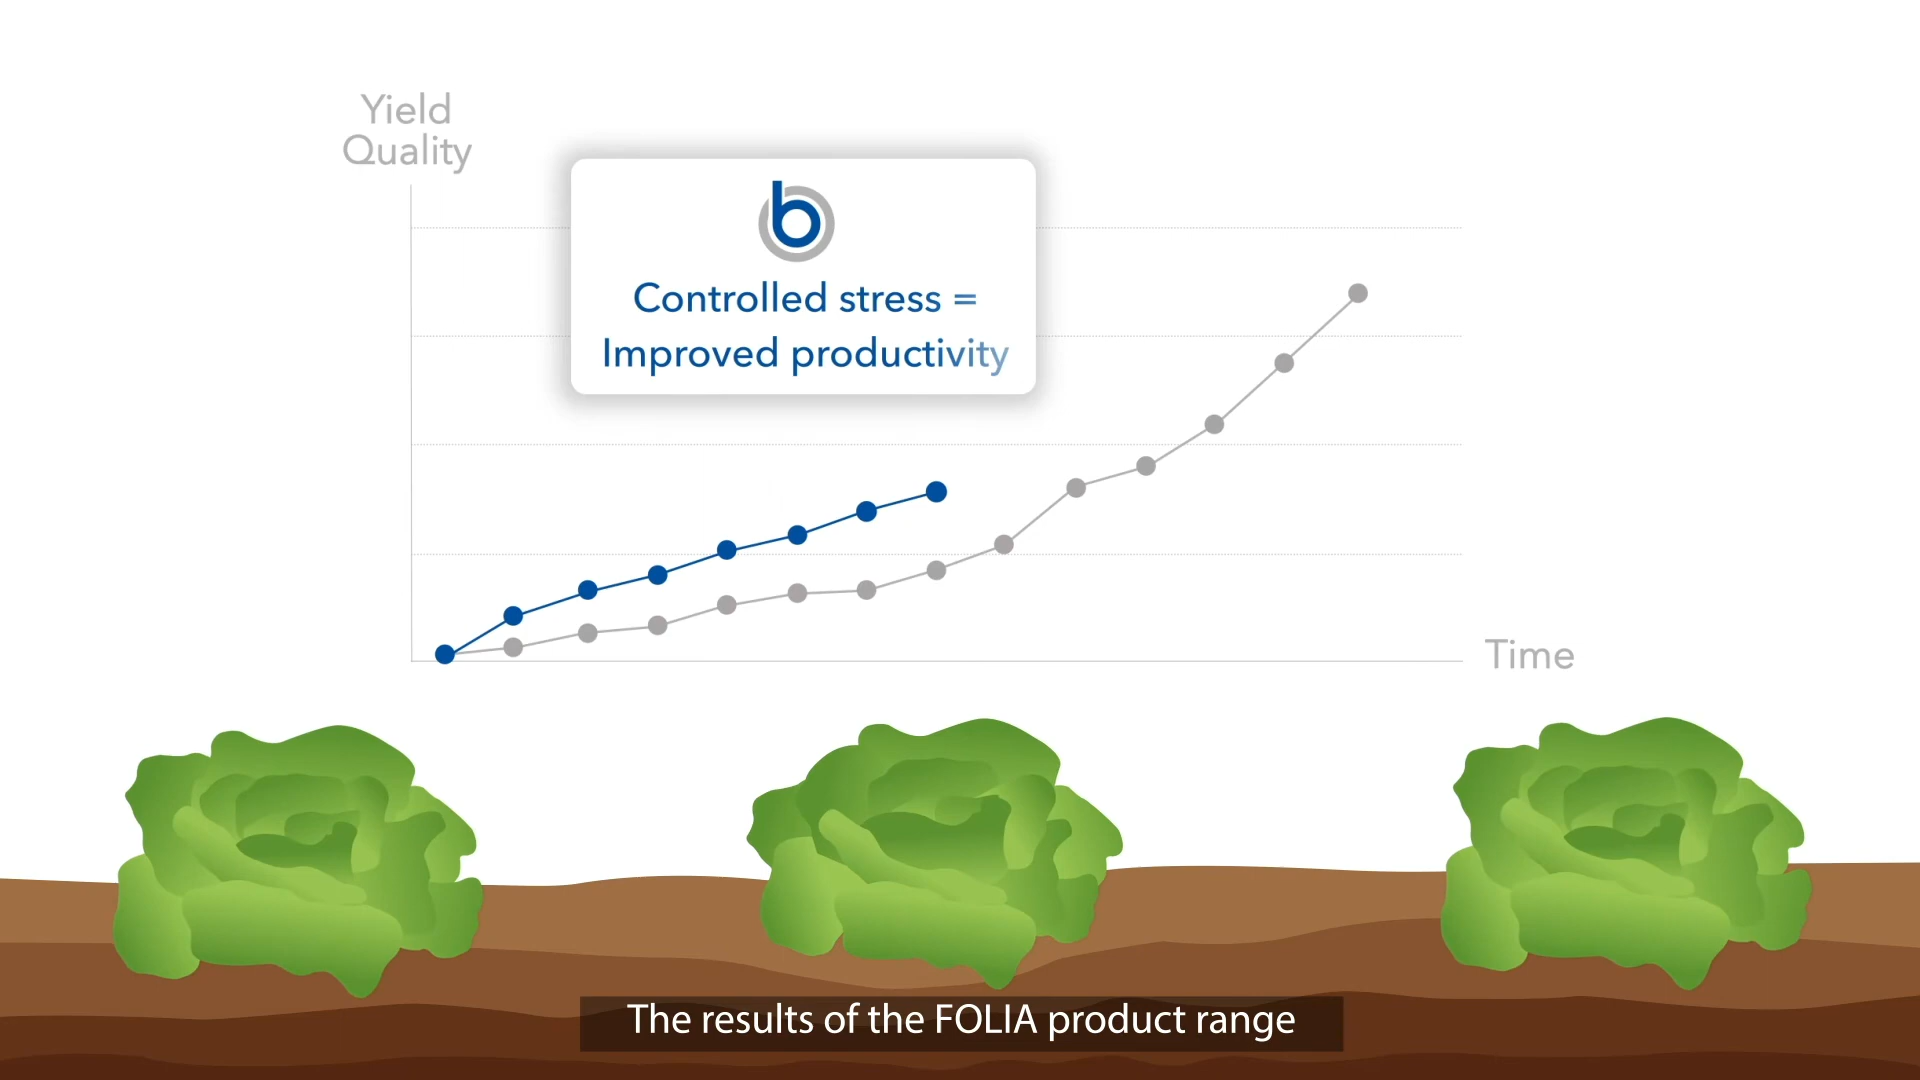 Yield
Quality
b
Controlled stress =
Improved productivity
Time
The results of the FOLIA product range